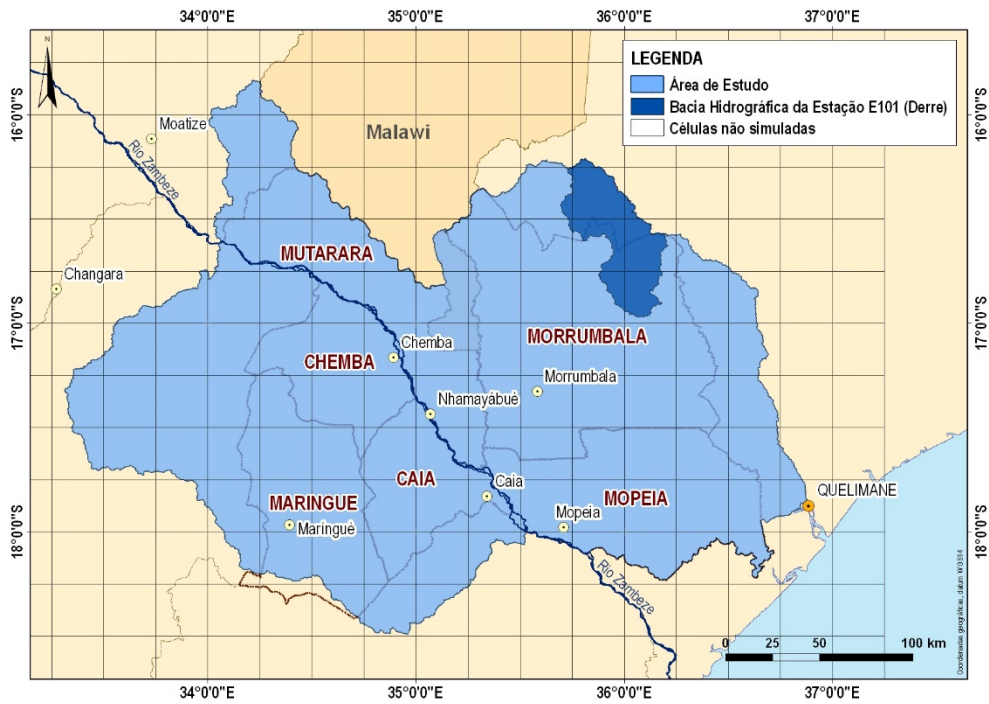 34°0'0"E 35°0'0"E 36°0'0"E 37°0'0"E
N
LEGENDA
Área de Estudo
Bacia Hidrográfica da Estação E101 (Derre)
Células não simuladas
16°0'0"S
16°0'0"S
Moatize
Malawi
Rio Zambeze
MUTARARA
Changara
17°0'0"S
17°0'0"S
Chemba
MORRUMBALA
CHEMBA
Morrumbala
Nhamayábuè
CAIA
Caia
QUELIMANE
MARINGUE
MOPEIA
Maringuè
Mopeia
18°0'0"S
18°0'0"S
Rio Zambeze
Coordenadas geográficas, datum WGS84
0 25 50 100 km
34°0'0"E 35°0'0"E 36°0'0"E 37°0'0"E